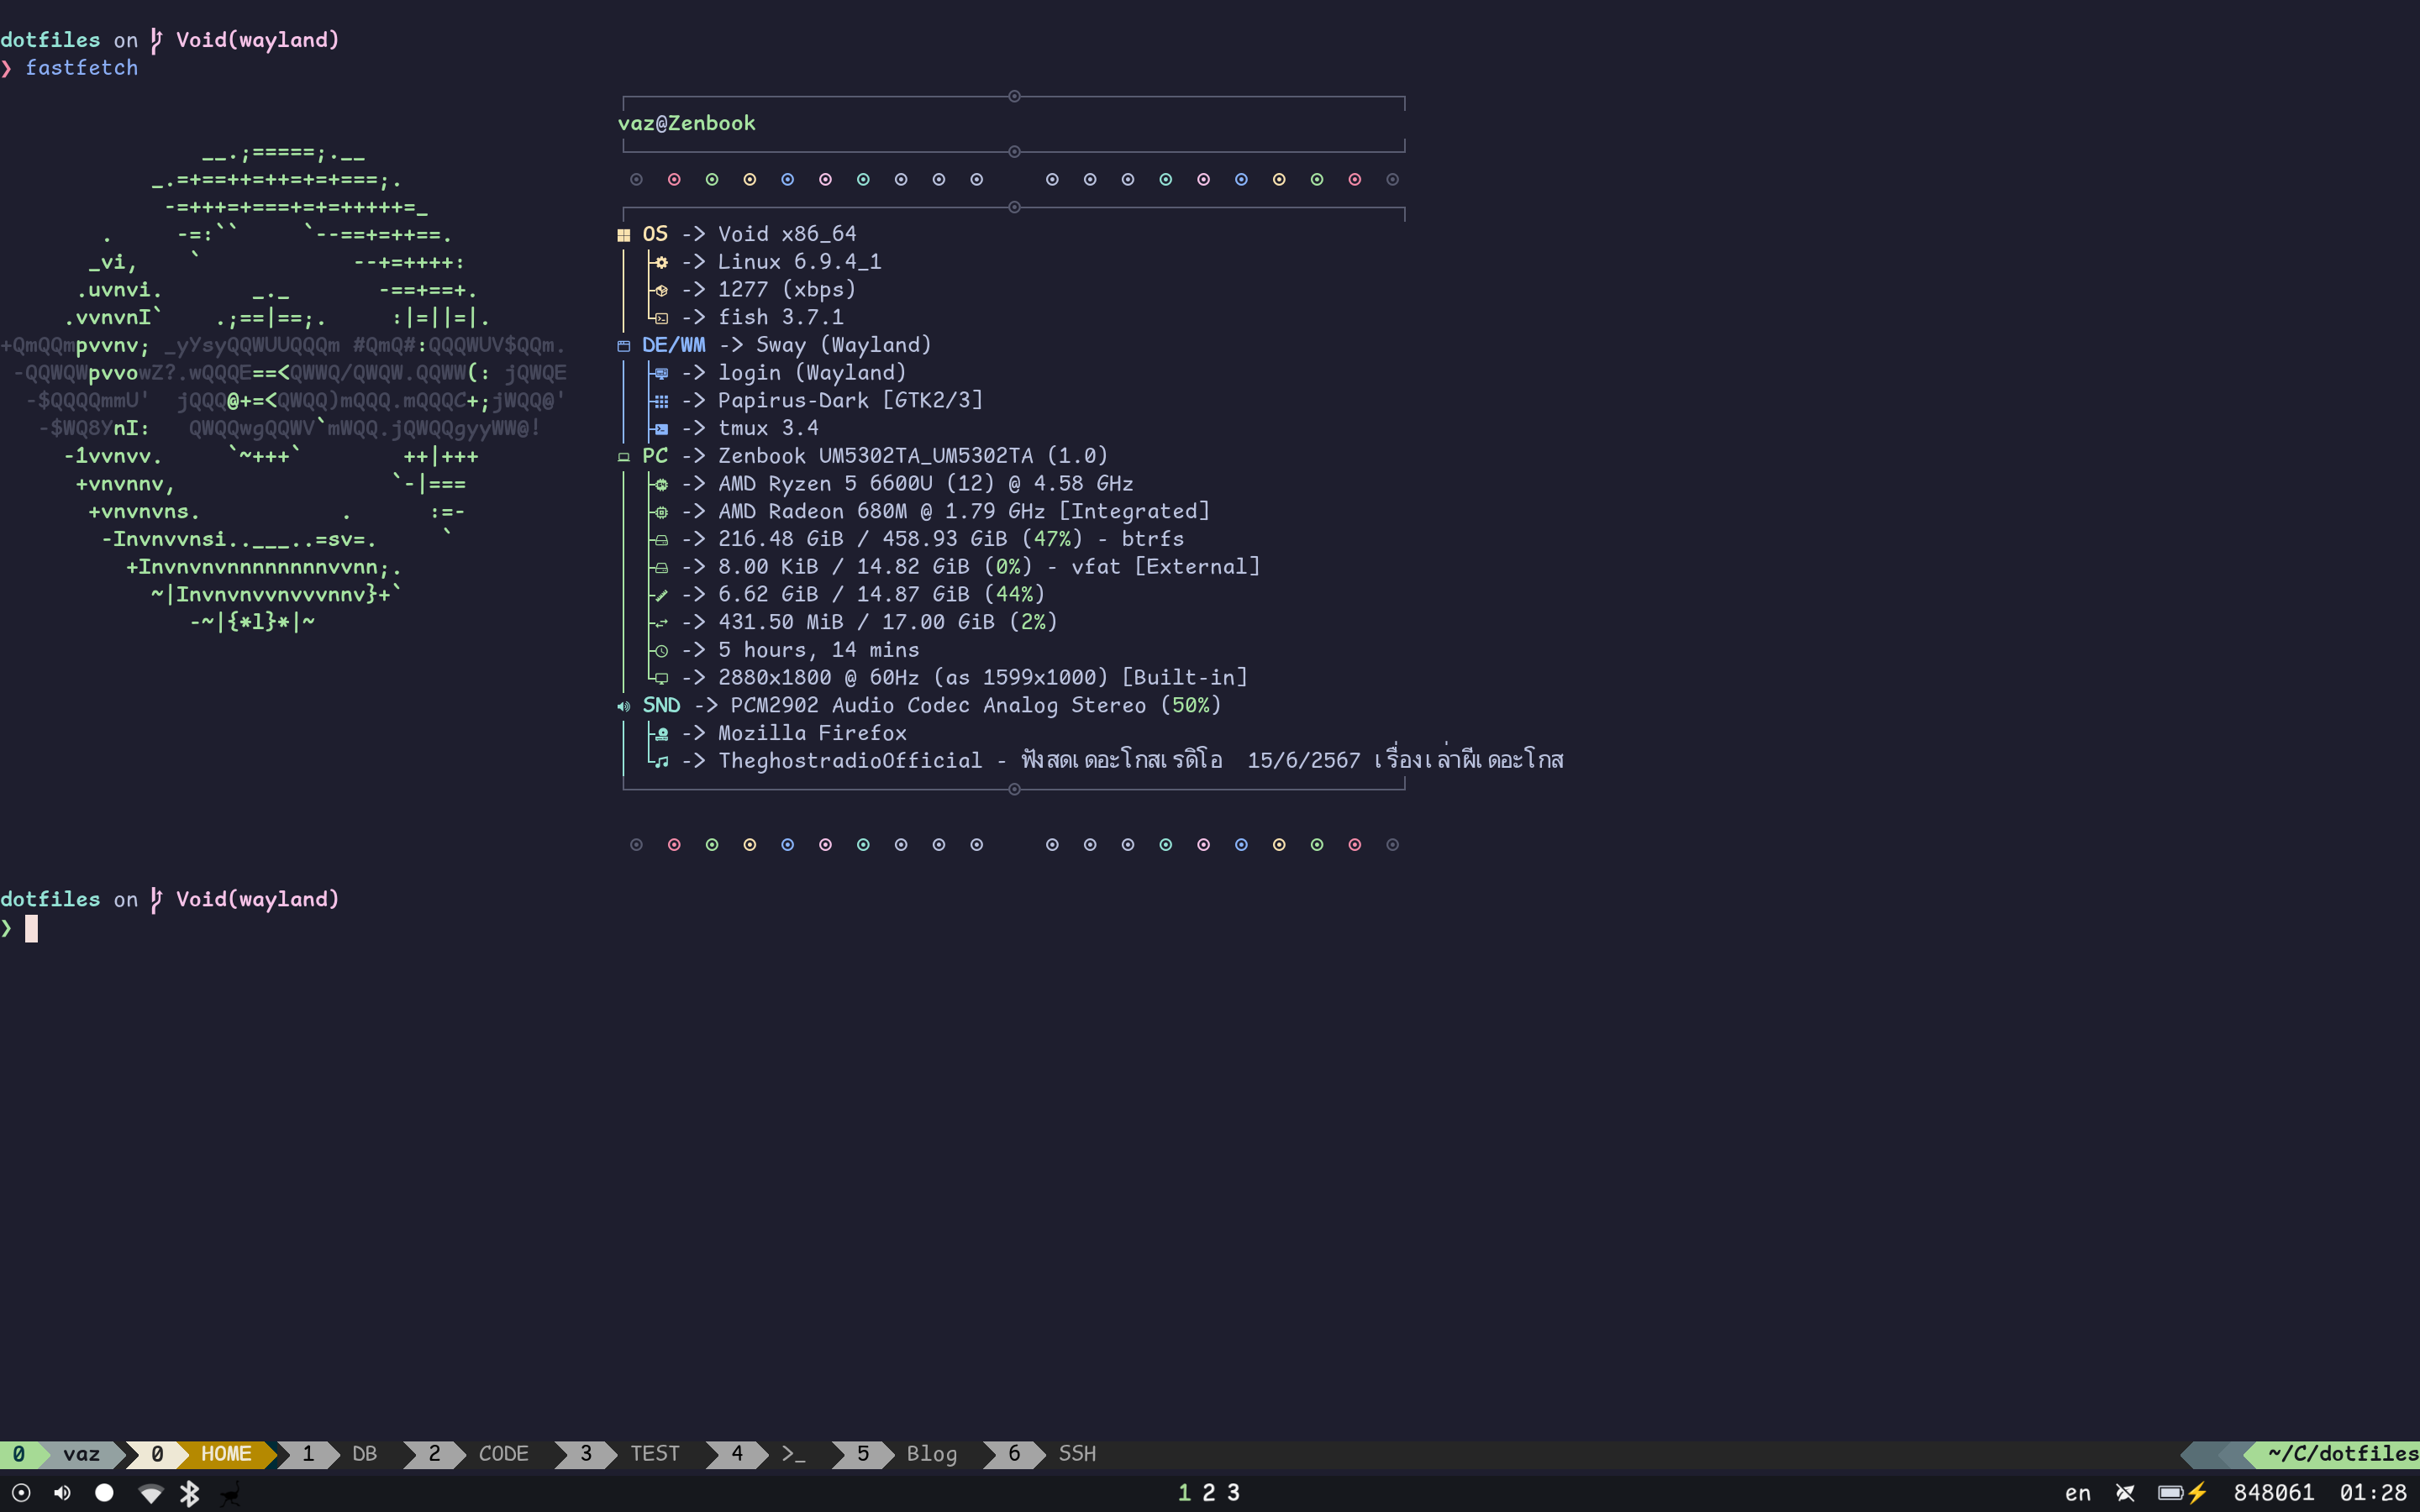 dotfiles on Void(wayland)
❯ fastfetch
vaz@Zenbook
__.;=====;.__
_.=+==++=++=+=+===;.
-=+++=+===+=+=+++++=_
.     -=:``     `--==+=++==.
_vi,    `            --+=++++:
.uvnvi.       _._       -==+==+.
.vvnvnI`    .;==|==;.     :|=||=|.
+QmQQmpvvnv; _yYsyQQWUUQQQm #QmQ#:QQQWUV$QQm.
-QQWQWpvvowZ?.wQQQE==<QWWQ/QWQW.QQWW(: jQWQE
-$QQQQmmU'  jQQQ@+=<QWQQ)mQQQ.mQQQC+;jWQQ@'
-$WQ8YnI:   QWQQwgQQWV`mWQQ.jQWQQgyyWW@!
-1vvnvv.     `~+++`        ++|+++
+vnvnnv,                 `-|===
+vnvnvns.           .      :=-
-Invnvvnsi..___..=sv=.     `
+Invnvnvnnnnnnnnvvnn;.
~|Invnvnvvnvvvnnv}+`
-~|{*l}*|~
OS -> Void x86_64
-> Linux 6.9.4_1
-> 1277 (xbps)
-> fish 3.7.1
DE/WM -> Sway (Wayland)
-> login (Wayland)
-> Papirus-Dark [GTK2/3]
-> tmux 3.4
PC -> Zenbook UM5302TA_UM5302TA (1.0)
-> AMD Ryzen 5 6600U (12) @ 4.58 GHz
-> AMD Radeon 680M @ 1.79 GHz [Integrated]
-> 216.48 GiB / 458.93 GiB (47%) - btrfs
-> 8.00 KiB / 14.82 GiB (0%) - vfat [External]
-> 6.62 GiB / 14.87 GiB (44%)
-> 431.50 MiB / 17.00 GiB (2%)
-> 5 hours, 14 mins
-> 2880x1800 @ 60Hz (as 1599x1000) [Built-in]
SND -> PCM2902 Audio Codec Analog Stereo (50%)
-> Mozilla Firefox
-> TheghostradioOfficial - ฟังสดเดอะโกสเรดิโอ  15/6/2567 เรื่องเล่าผีเดอะโกส
dotfiles on Void(wayland)
❯
0 vaz 0 HOME 1 DB 2 CODE 3 TEST 4 >_ 5 Blog 6 SSH ~/C/dotfiles
1 2 3 en 848061 01:28